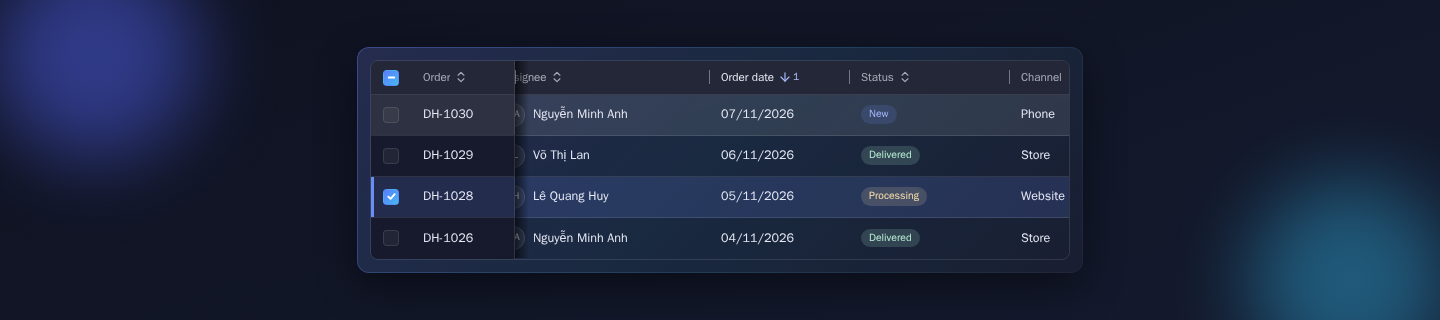 Order Order date 1 Status Channel
DH-1030 Nguyễn Minh Anh 07/11/2026 New Phone
DH-1029 Võ Thị Lan 06/11/2026 Delivered Store
DH-1028 Lê Quang Huy 05/11/2026 Processing Website
DH-1026 Nguyễn Minh Anh 04/11/2026 Delivered Store